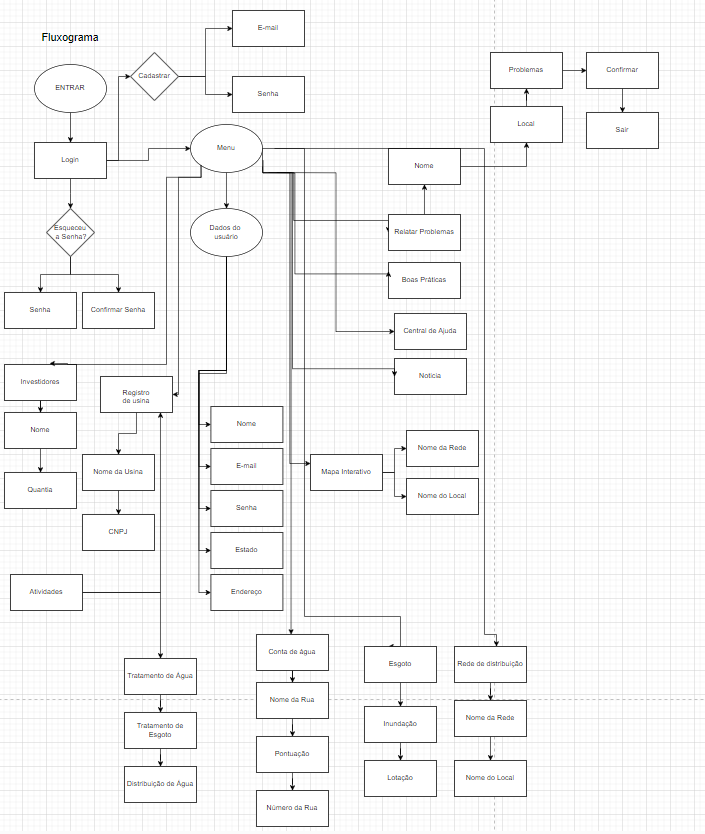 Fluxograma
E-mail
Cadastrar
ENTRAR
Senha
Problemas
Confirmar
Local
Sair
Login
Menu
Nome
Esqueceu
a Senha?
Dados do
usuário
Relatar Problemas
Boas Práticas
Senha
Confirmar Senha
Central de Ajuda
Noticia
Investidores
Registro
de usina
Nome
Nome
E-mail
Nome da Rede
Nome da Usina
Mapa Interativo
Quantia
Nome do Local
Senha
CNPJ
Estado
Atividades
Endereço
Conta de água
Esgoto
Rede de distribuição
Tratamento de Água
Nome da Rua
Nome da Rede
Inundação
Tratamento de
Esgoto
Pontuação
Distribuição de Água
Lotação
Nome do Local
Número da Rua